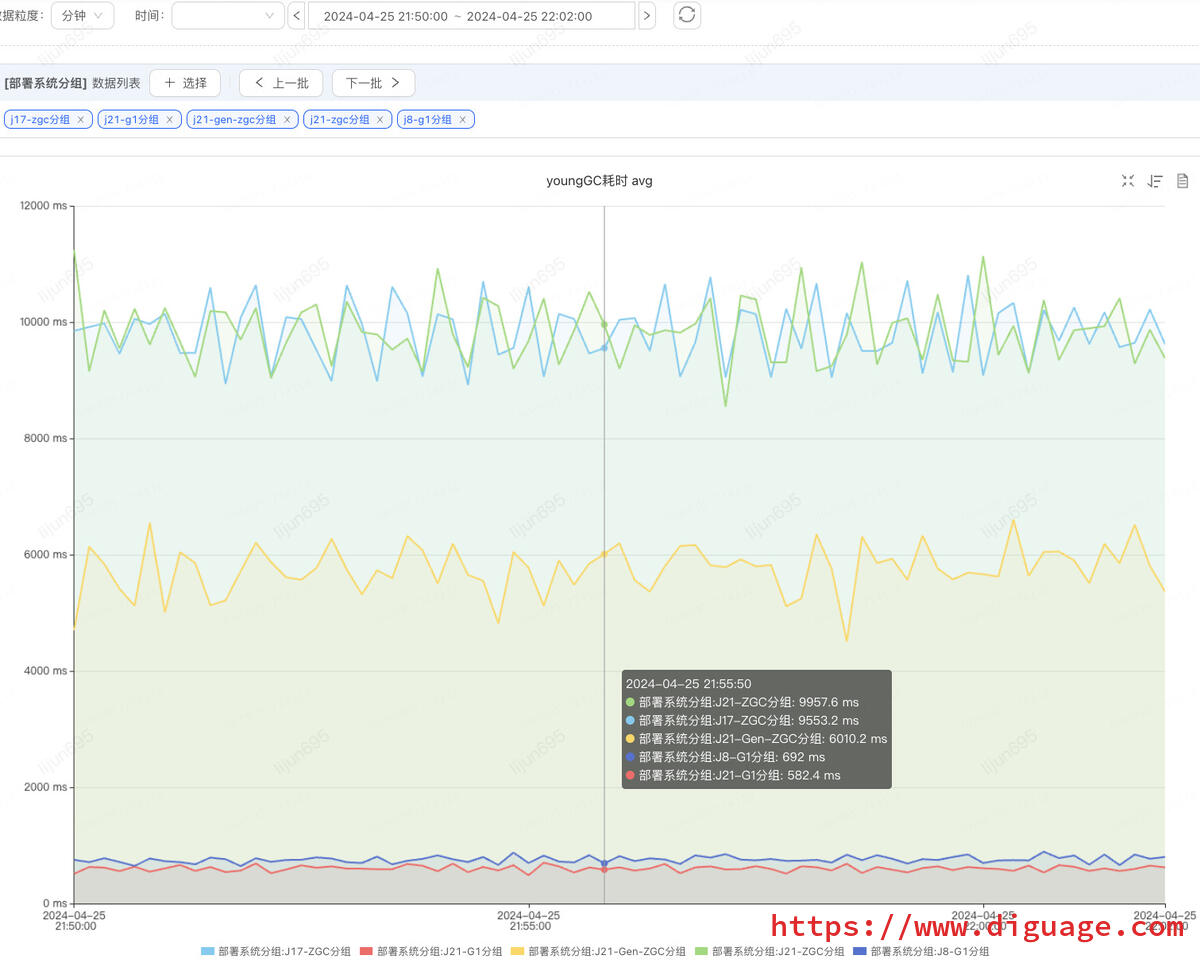 数据粒度： 分钟 时间： 2024-04-25 21:50:00 ~ 2024-04-25 22:02:00
[部署系统分组] 数据列表 ＋ 选择 < 上一批 下一批 >
j17-zgc分组 × j21-g1分组 × j21-gen-zgc分组 × j21-zgc分组 × j8-g1分组 ×
youngGC耗时 avg
12000 ms
10000 ms
8000 ms
6000 ms
4000 ms
2000 ms
0 ms
2024-04-25 21:55:50
部署系统分组:J21-ZGC分组: 9957.6 ms
部署系统分组:J17-ZGC分组: 9553.2 ms
部署系统分组:J21-Gen-ZGC分组: 6010.2 ms
部署系统分组:J8-G1分组: 692 ms
部署系统分组:J21-G1分组: 582.4 ms
2024-04-25 2024-04-25 2024-04-25 2024-04-25
21:50:00 21:55:00 22:00:00 22:02:00
https://www.diguage.com
部署系统分组:J17-ZGC分组 部署系统分组:J21-G1分组 部署系统分组:J21-Gen-ZGC分组 部署系统分组:J21-ZGC分组 部署系统分组:J8-G1分组
lijun695